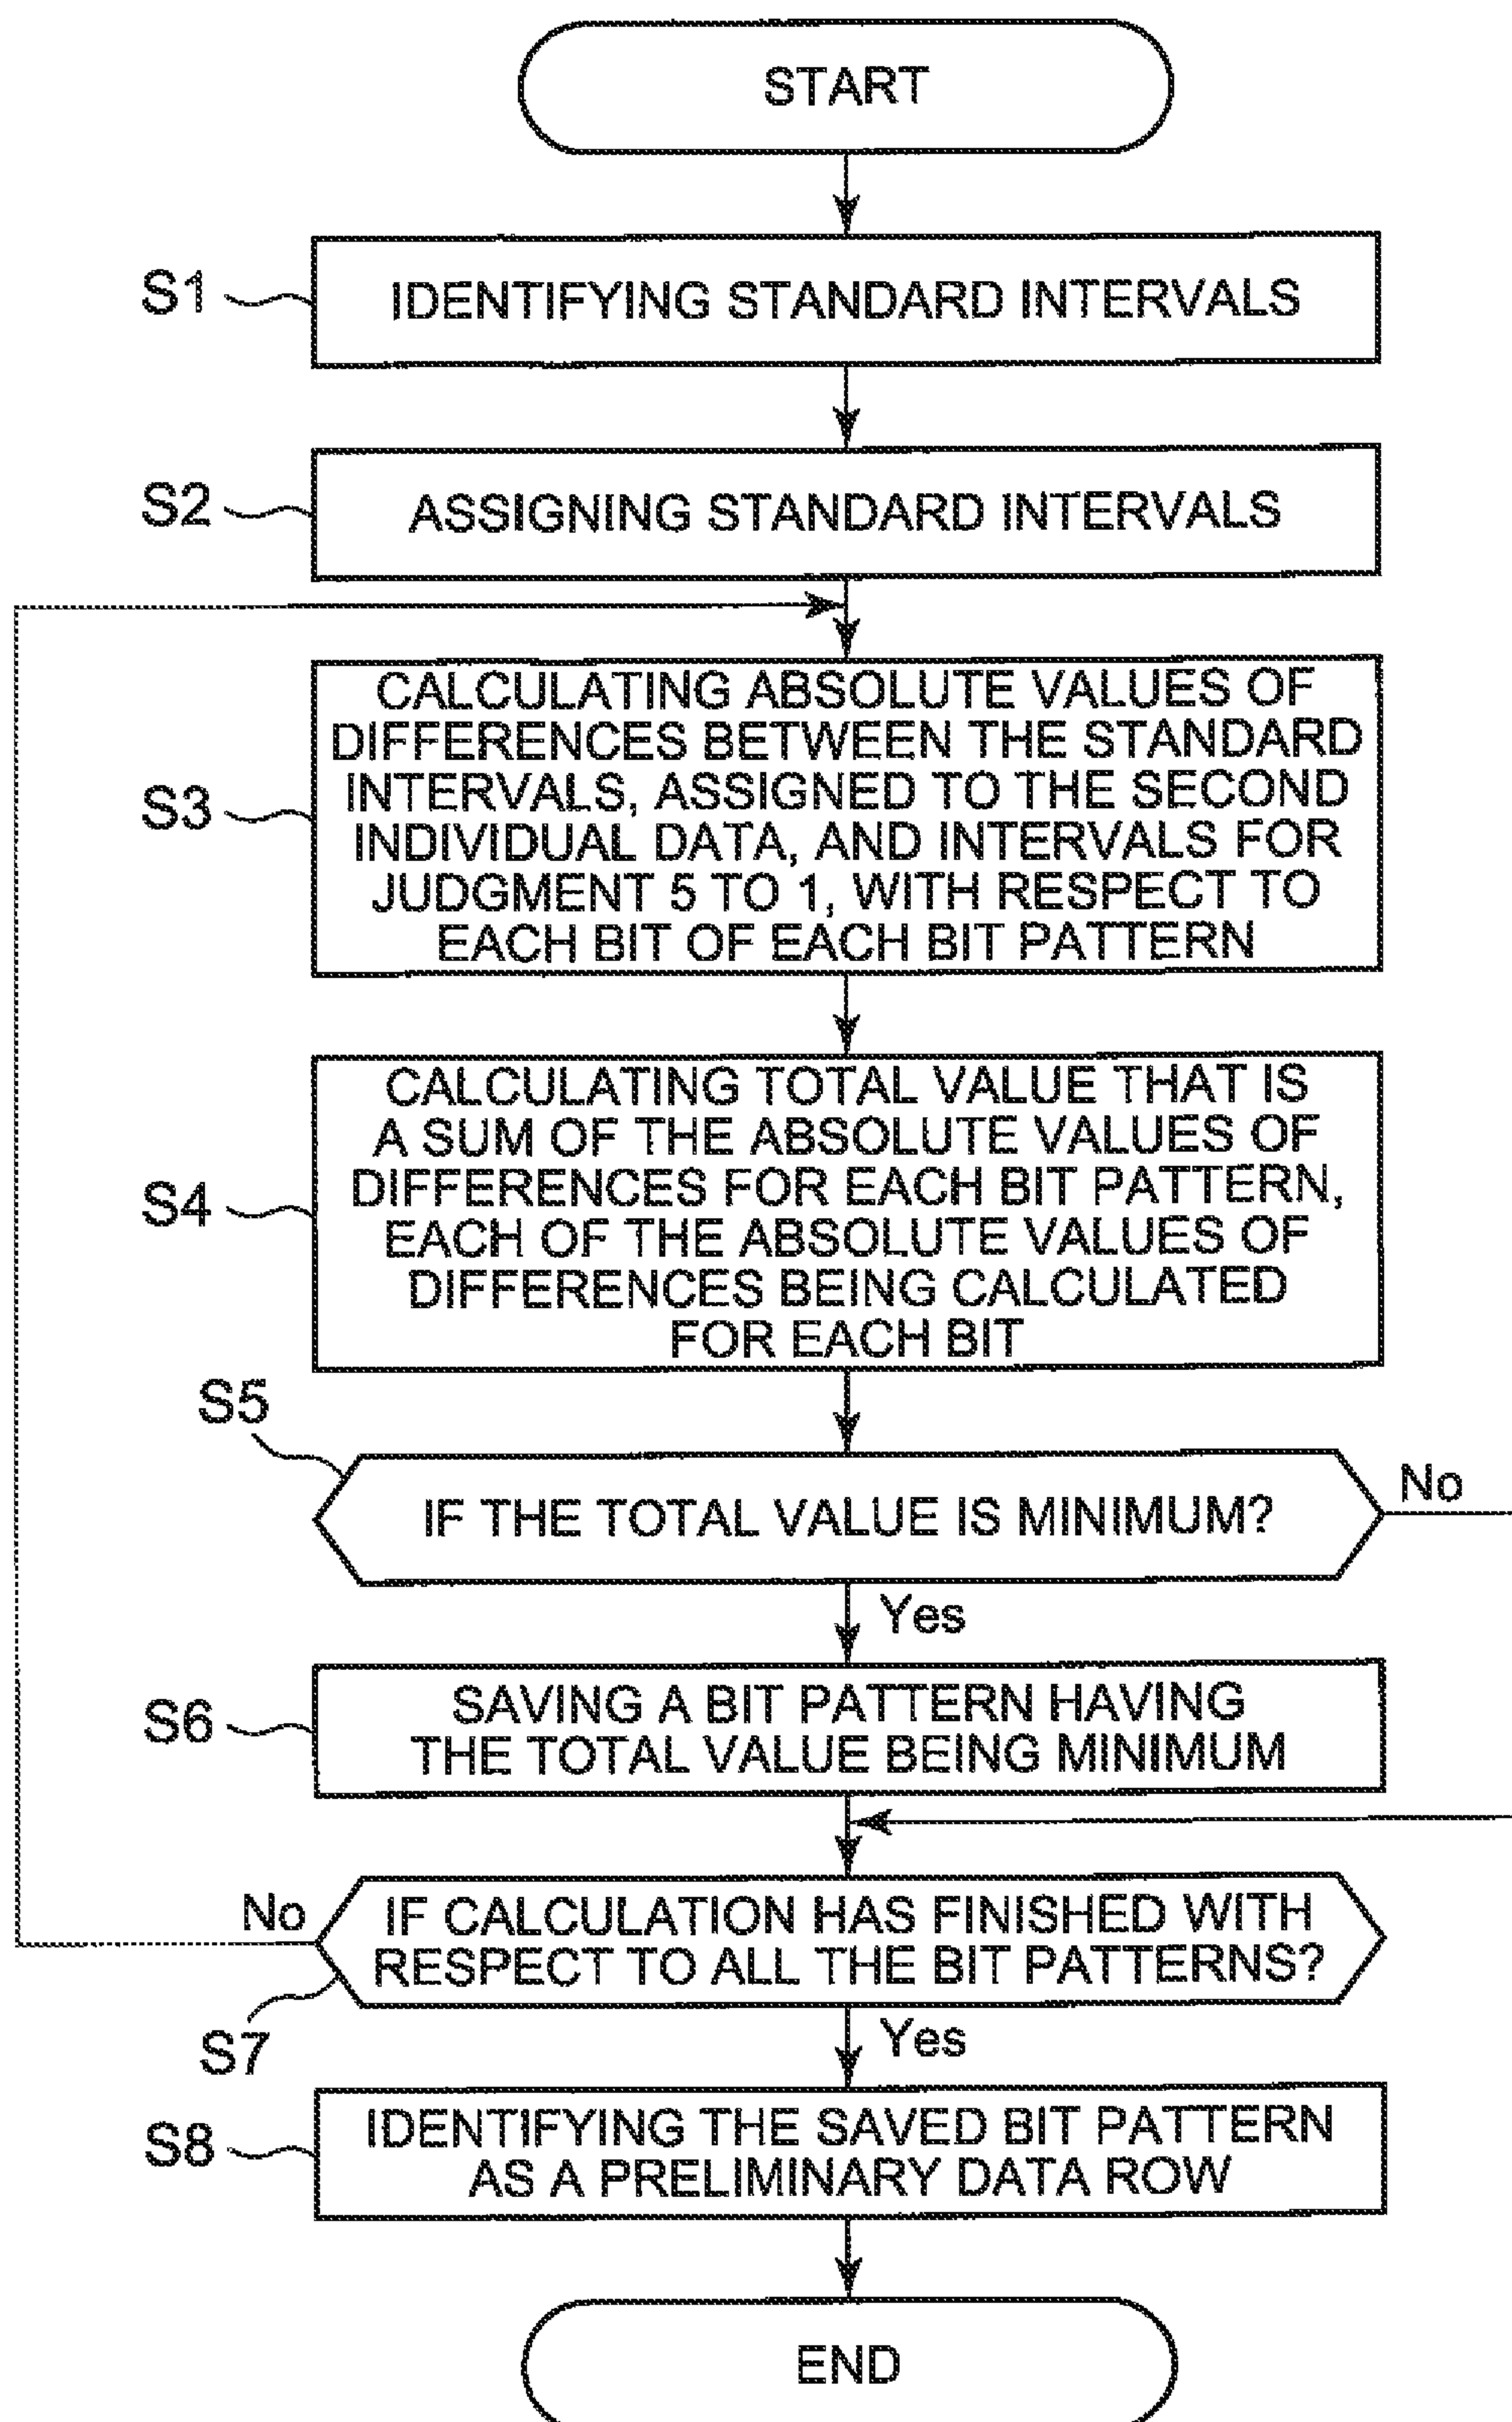 START
S1
IDENTIFYING STANDARD INTERVALS
S2
ASSIGNING STANDARD INTERVALS
S3
CALCULATING ABSOLUTE VALUES OF
DIFFERENCES BETWEEN THE STANDARD
INTERVALS, ASSIGNED TO THE SECOND
INDIVIDUAL DATA, AND INTERVALS FOR
JUDGMENT 5 TO 1, WITH RESPECT TO
EACH BIT OF EACH BIT PATTERN
S4
CALCULATING TOTAL VALUE THAT IS
A SUM OF THE ABSOLUTE VALUES OF
DIFFERENCES FOR EACH BIT PATTERN,
EACH OF THE ABSOLUTE VALUES OF
DIFFERENCES BEING CALCULATED
FOR EACH BIT
S5
IF THE TOTAL VALUE IS MINIMUM?
No
Yes
S6
SAVING A BIT PATTERN HAVING
THE TOTAL VALUE BEING MINIMUM
No
IF CALCULATION HAS FINISHED WITH
RESPECT TO ALL THE BIT PATTERNS?
S7
Yes
S8
IDENTIFYING THE SAVED BIT PATTERN
AS A PRELIMINARY DATA ROW
END